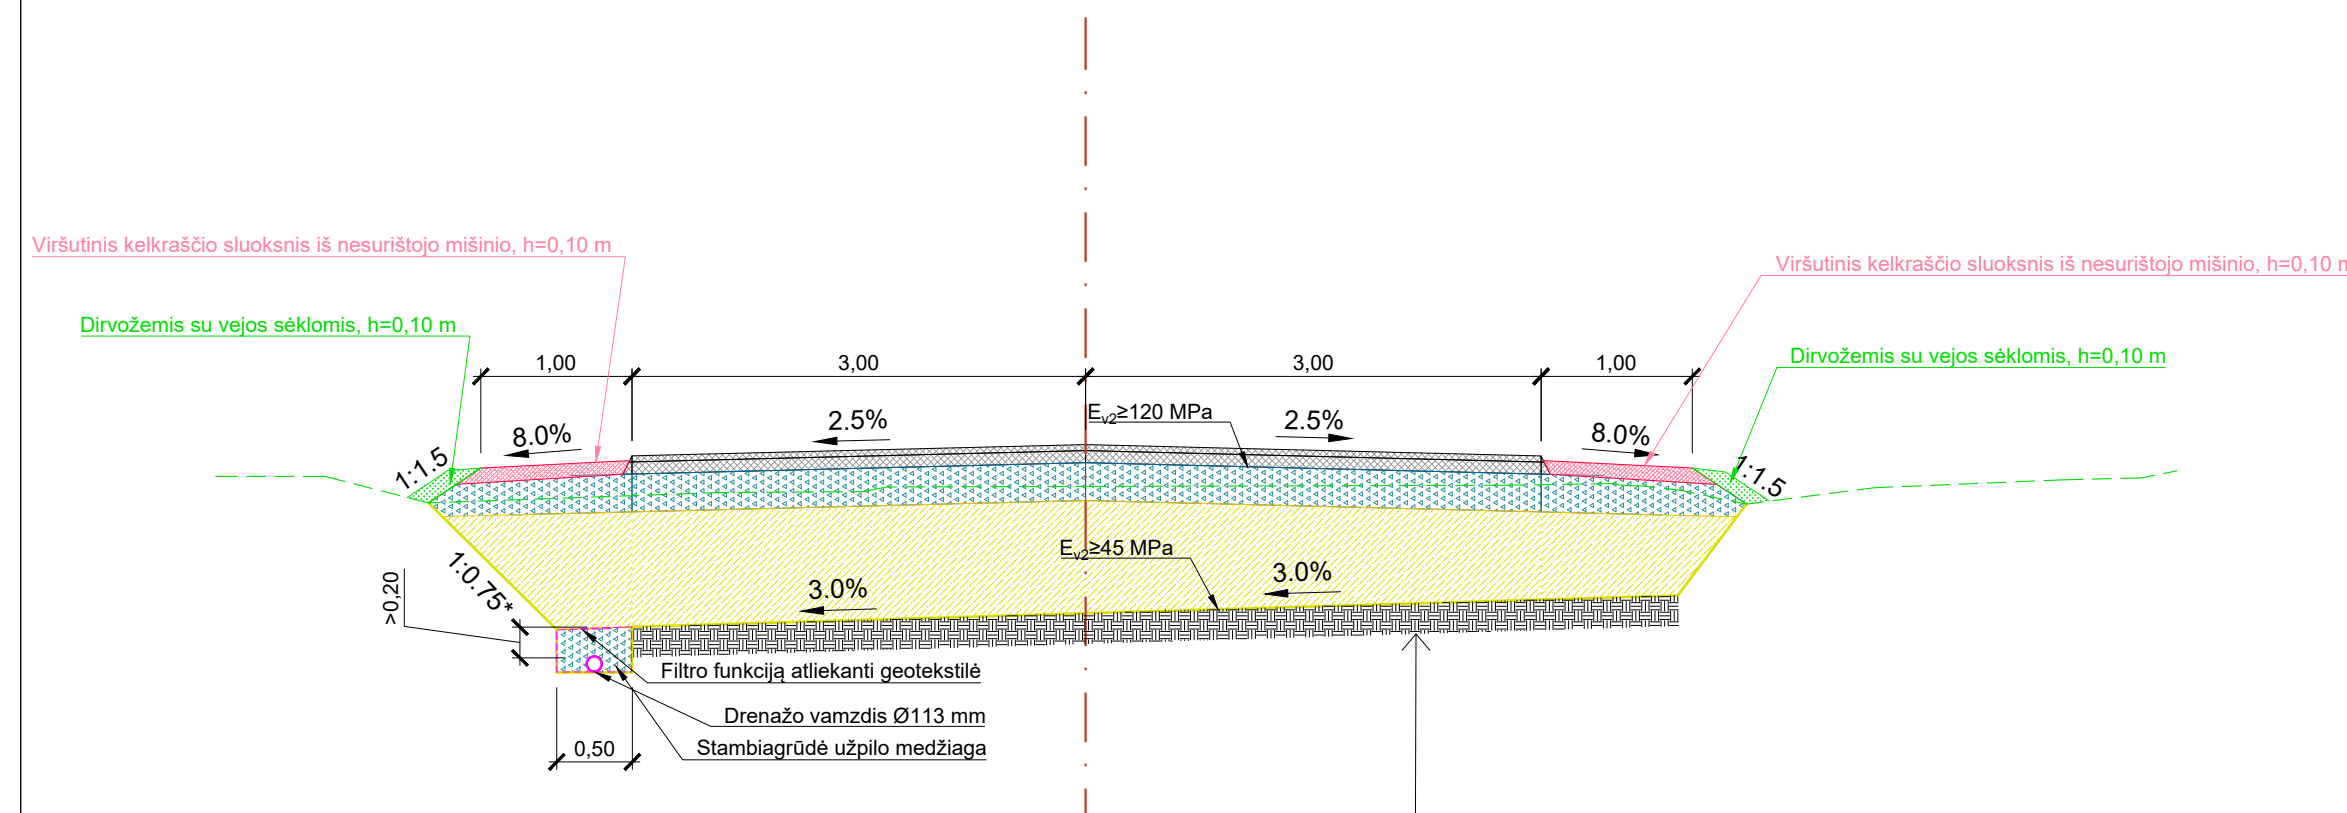 Viršutinis kelkraščio sluoksnis iš nesurištojo mišinio, h=0,10 m
Viršutinis kelkraščio sluoksnis iš nesurištojo mišinio, h=0,10 m
Dirvožemis su vejos sėklomis, h=0,10 m
Dirvožemis su vejos sėklomis, h=0,10 m
1,00
3,00
3,00
1,00
8.0%
2.5%
Ev2≥120 MPa
2.5%
8.0%
1:1.5
1:1.5
1:0.75*
>0,20
Ev2≥45 MPa
3.0%
3.0%
Filtro funkciją atliekanti geotekstilė
Drenažo vamzdis Ø113 mm
Stambiagrūdė užpilo medžiaga
0,50